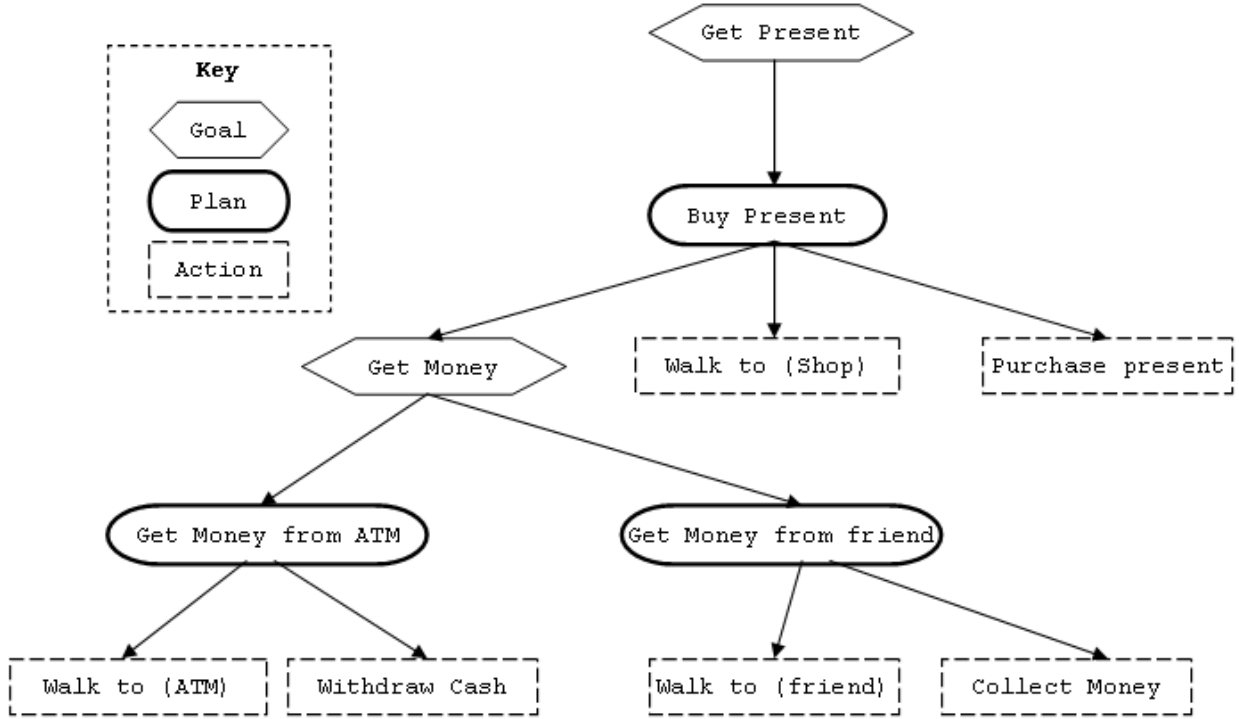 Get Present
Key
Goal
Plan
Action
Buy Present
Get Money
Walk to (Shop)
Purchase present
Get Money from ATM
Get Money from friend
Walk to (ATM)
Withdraw Cash
Walk to (friend)
Collect Money